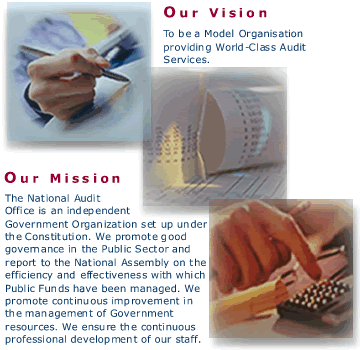 Our Vision
To be a Model Organisation
providing World-Class Audit
Services.
Our Mission
The National Audit
Office is an independent
Government Organization set up under
the Constitution. We promote good
governance in the Public Sector and
report to the National Assembly on the
efficiency and effectiveness with which
Public Funds have been managed. We
promote continuous improvement in
the management of Government
resources. We ensure the continuous
professional development of our staff.